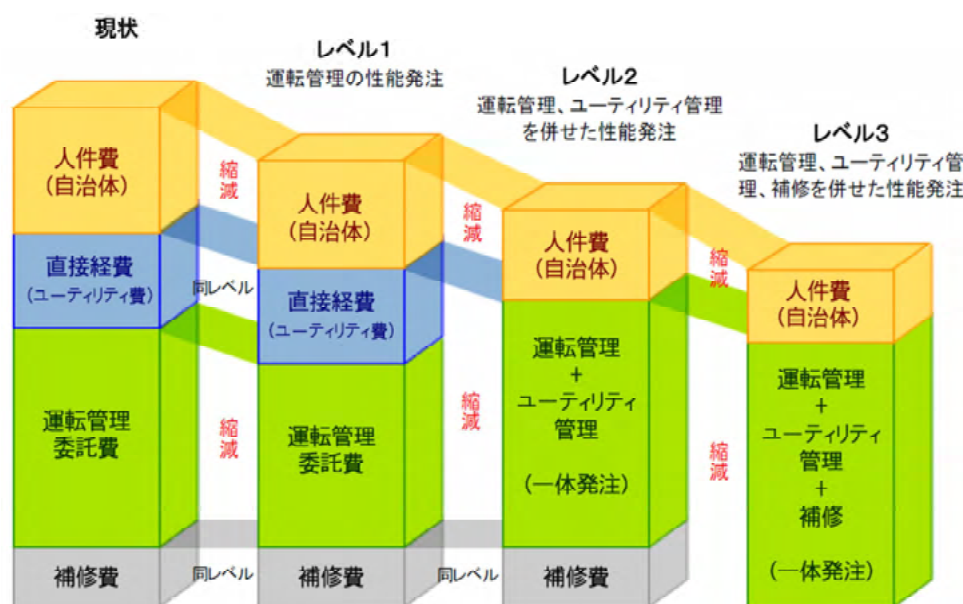 現状
人件費
(自治体)
直接経費
(ユーティリティ費)
運転管理
委託費
補修費
縮減
同レベル
縮減
同レベル
レベル1
運転管理の性能発注
人件費
(自治体)
直接経費
(ユーティリティ費)
運転管理
委託費
補修費
縮減
縮減
同レベル
レベル2
運転管理、ユーティリティ管理
を併せた性能発注
人件費
(自治体)
運転管理
+
ユーティリティ
管理
(一体発注)
補修費
縮減
縮減
レベル3
運転管理、ユーティリティ管
理、補修を併せた性能発注
人件費
(自治体)
運転管理
+
ユーティリティ
管理
+
補修
(一体発注)